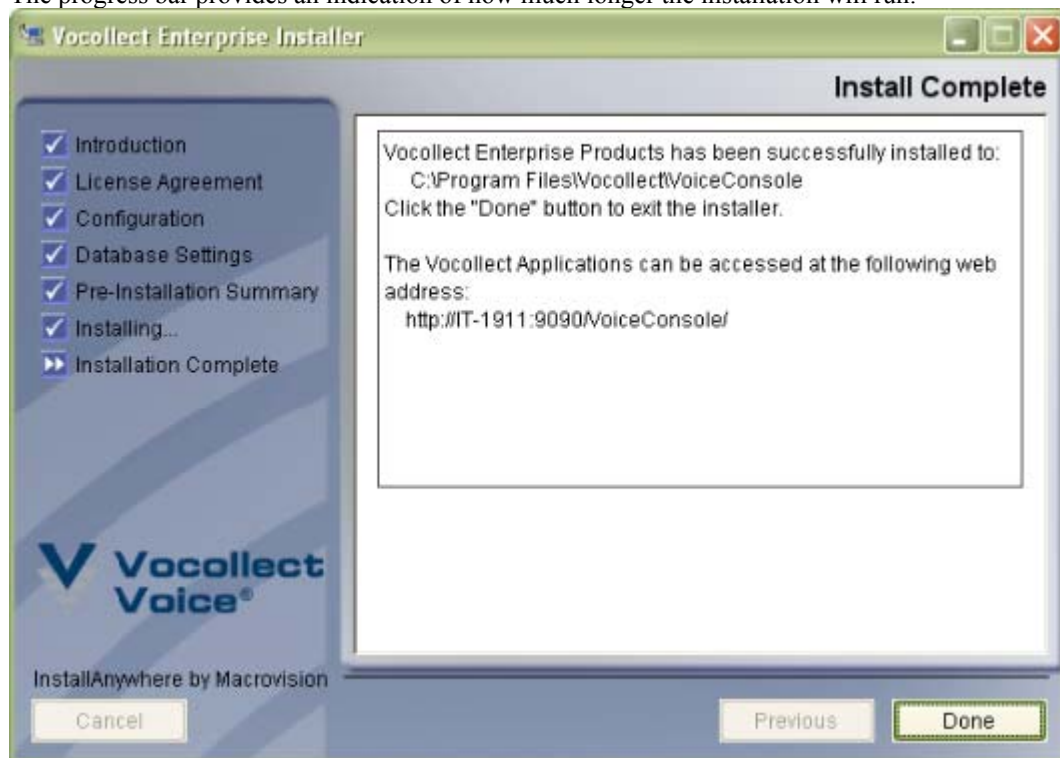 The progress bar provides an indication of how much longer the installation will run.
Vocollect Enterprise Installer
Install Complete
Introduction
License Agreement
Configuration
Database Settings
Pre-Installation Summary
Installing...
Installation Complete
Vocollect Enterprise Products has been successfully installed to:
C:\Program Files\Vocollect\VoiceConsole
Click the "Done" button to exit the installer.
The Vocollect Applications can be accessed at the following web
address:
http://IT-1911:9090/VoiceConsole/
Vocollect
Voice®
InstallAnywhere by Macrovision
Cancel
Previous
Done